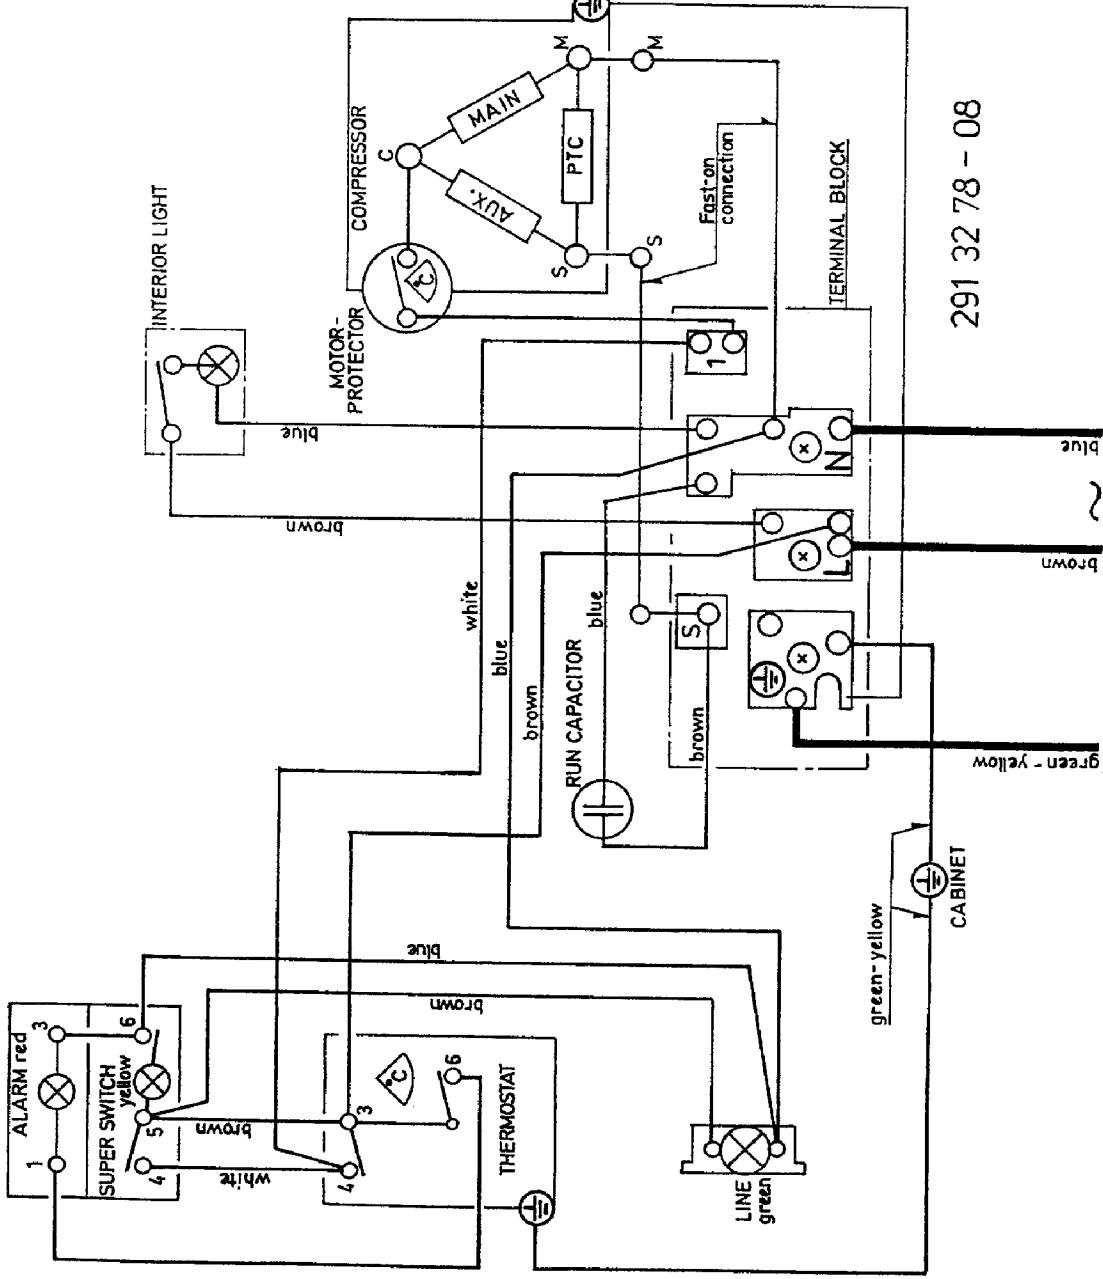 ALARM red
1
3
SUPER SWITCH
yellow
4
5
6
white
brown
THERMOSTAT
4
3
6
°C
LINE
green
blue
brown
green-yellow
CABINET
RUN CAPACITOR
white
blue
brown
blue
brown
INTERIOR LIGHT
brown
blue
MOTOR-
PROTECTOR
°C
COMPRESSOR
C
MAIN
AUX.
PTC
M
M
S
S
Fast-on
connection
TERMINAL BLOCK
1
N
L
S
green-yellow
brown
~
blue
291 32 78 - 08